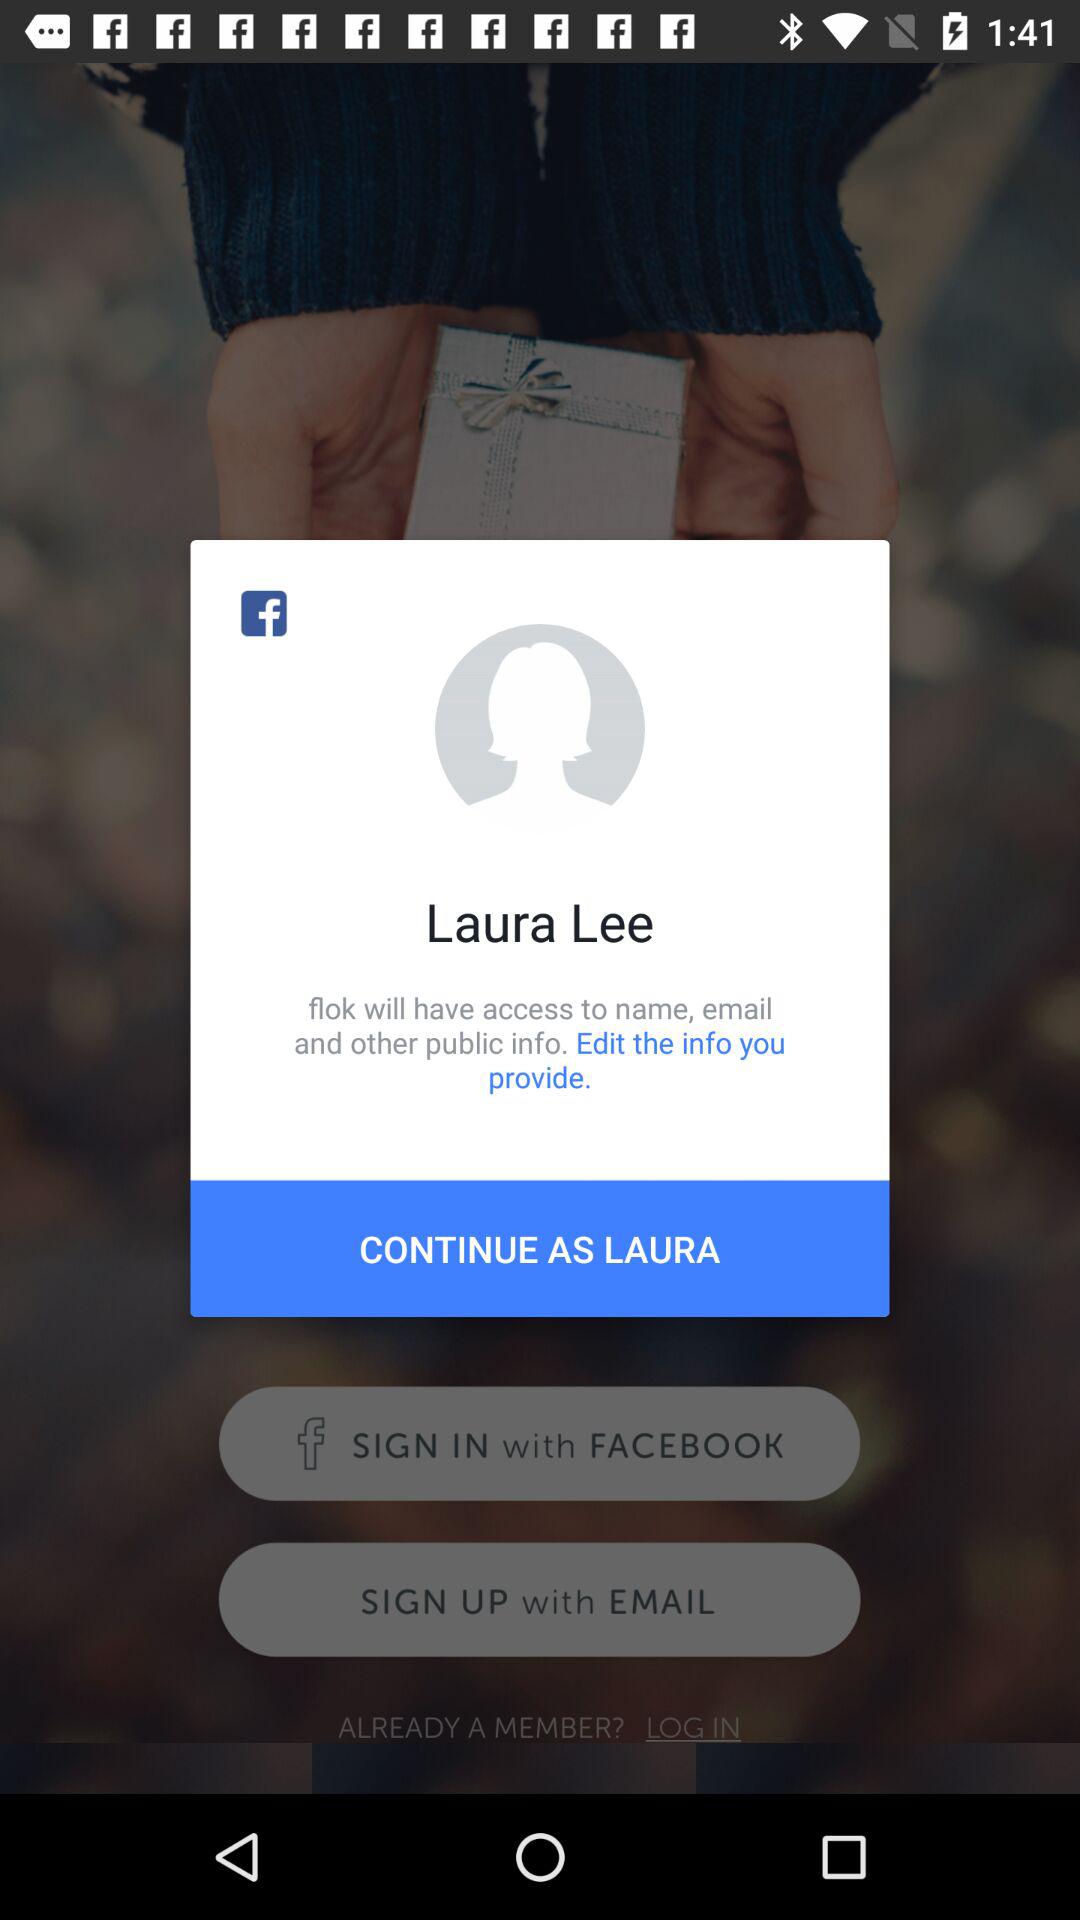 1:41
Laura Lee
flok will have access to name, email
and other public info. Edit the info you
provide.
CONTINUE AS LAURA
SIGN IN with FACEBOOK
SIGN UP with EMAIL
ALREADY A MEMBER? LOG IN